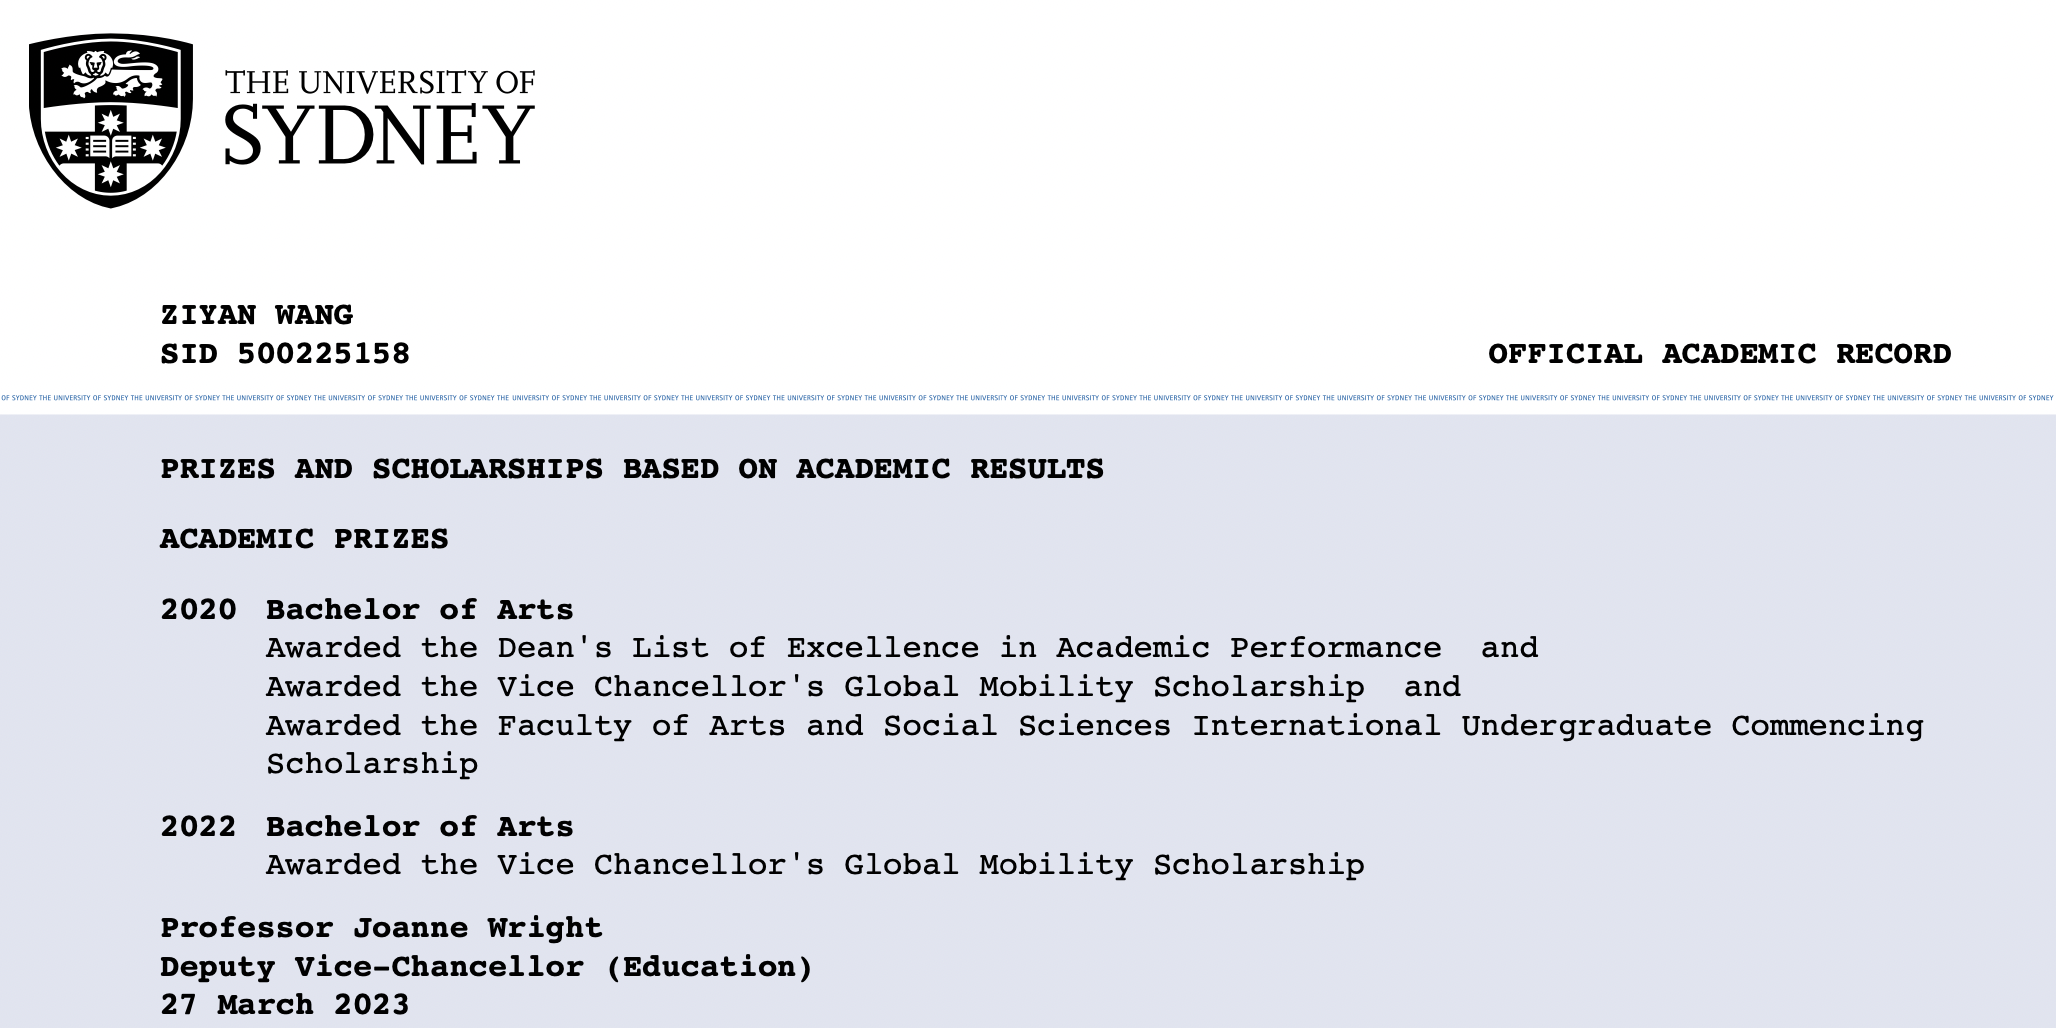 THE UNIVERSITY OF
SYDNEY
ZIYAN WANG
SID 500225158
OFFICIAL ACADEMIC RECORD
OF SYDNEY THE UNIVERSITY OF SYDNEY THE UNIVERSITY OF SYDNEY THE UNIVERSITY OF SYDNEY THE UNIVERSITY OF SYDNEY THE UNIVERSITY OF SYDNEY THE UNIVERSITY OF SYDNEY THE UNIVERSITY OF SYDNEY THE UNIVERSITY OF SYDNEY THE UNIVERSITY OF SYDNEY THE UNIVERSITY OF SYDNEY THE UNIVERSITY OF SYDNEY THE UNIVERSITY OF SYDNEY THE UNIVERSITY OF SYDNEY THE UNIVERSITY OF SYDNEY THE UNIVERSITY OF SYDNEY THE UNIVERSITY OF SYDNEY THE UNIVERSITY OF SYDNEY THE UNIVERSITY OF SYDNEY THE UNIVERSITY OF SYDNEY THE UNIVERSITY OF SYDNEY THE UNIVERSITY OF SYDNEY THE UNIVERSITY OF SYDNEY
PRIZES AND SCHOLARSHIPS BASED ON ACADEMIC RESULTS
ACADEMIC PRIZES
2020 Bachelor of Arts
Awarded the Dean's List of Excellence in Academic Performance  and
Awarded the Vice Chancellor's Global Mobility Scholarship  and
Awarded the Faculty of Arts and Social Sciences International Undergraduate Commencing
Scholarship
2022 Bachelor of Arts
Awarded the Vice Chancellor's Global Mobility Scholarship
Professor Joanne Wright
Deputy Vice-Chancellor (Education)
27 March 2023